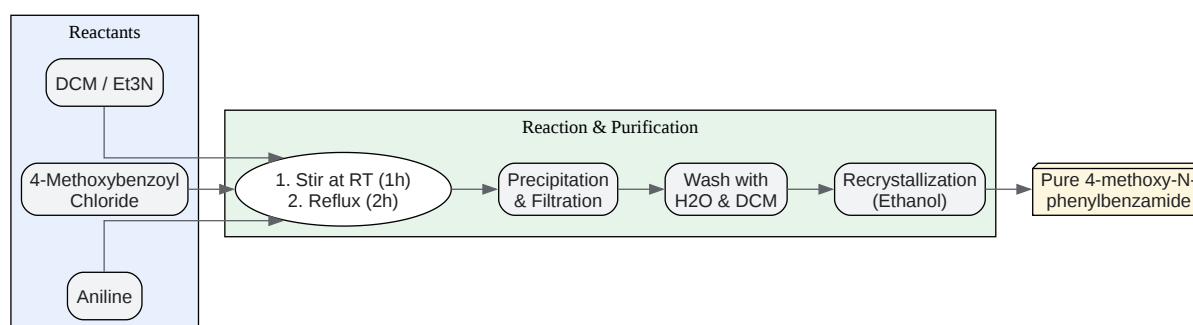 Reactants
DCM / Et3N
4-Methoxybenzoyl
Chloride
Aniline
Reaction & Purification
1. Stir at RT (1h)
2. Reflux (2h)
Precipitation
& Filtration
Wash with
H2O & DCM
Recrystallization
(Ethanol)
Pure 4-methoxy-N-
phenylbenzamide